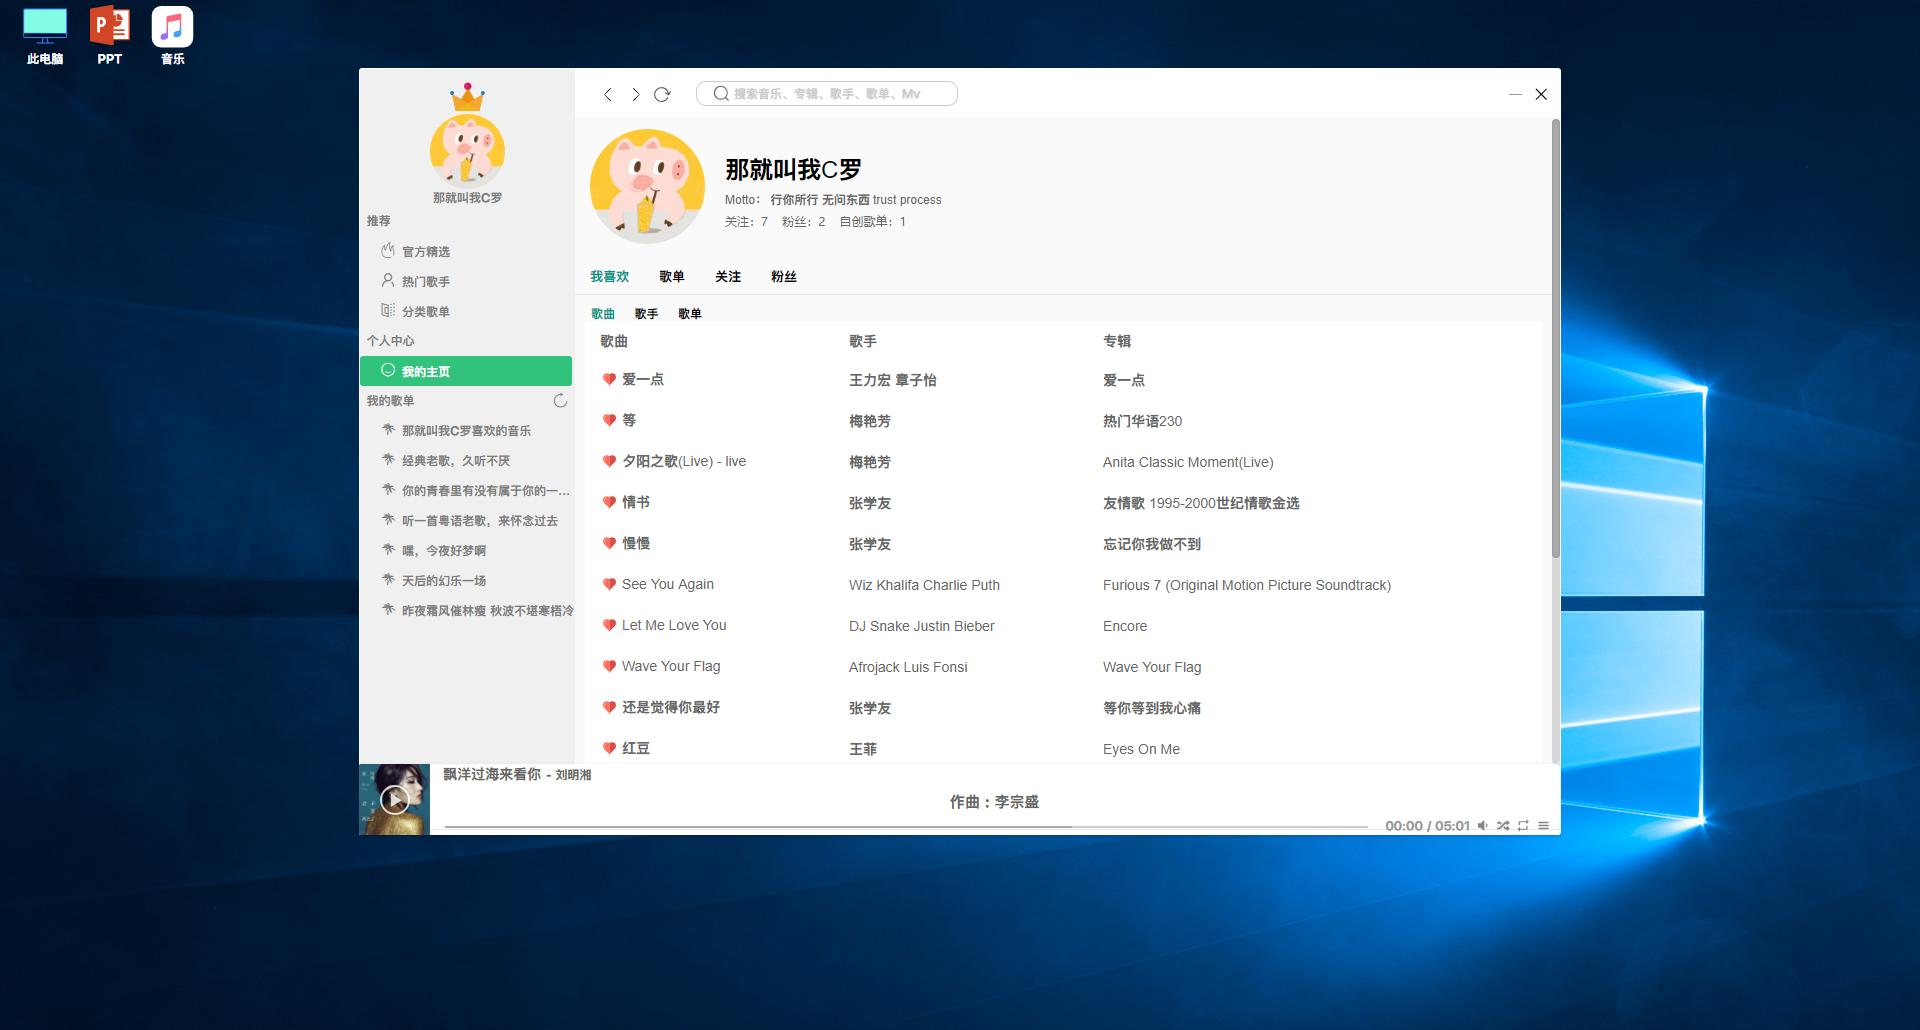 此电脑
PPT
音乐
那就叫我C罗
推荐
官方精选
热门歌手
分类歌单
个人中心
我的主页
我的歌单
那就叫我C罗喜欢的音乐
经典老歌，久听不厌
你的青春里有没有属于你的一...
听一首粤语老歌，来怀念过去
嘿，今夜好梦啊
天后的幻乐一场
昨夜霜风催林瘦 秋波不堪寒梧冷
搜索音乐、专辑、歌手、歌单、Mv
那就叫我C罗
Motto： 行你所行 无问东西 trust process
关注：7 粉丝：2 自创歌单：1
我喜欢 歌单 关注 粉丝
歌曲 歌手 歌单
歌曲 歌手 专辑
爱一点 王力宏 章子怡 爱一点
等 梅艳芳 热门华语230
夕阳之歌(Live) - live 梅艳芳 Anita Classic Moment(Live)
情书 张学友 友情歌 1995-2000世纪情歌金选
慢慢 张学友 忘记你我做不到
See You Again Wiz Khalifa Charlie Puth Furious 7 (Original Motion Picture Soundtrack)
Let Me Love You DJ Snake Justin Bieber Encore
Wave Your Flag Afrojack Luis Fonsi Wave Your Flag
还是觉得你最好 张学友 等你等到我心痛
红豆 王菲 Eyes On Me
飘洋过海来看你 - 刘明湘
作曲 : 李宗盛
00:00 / 05:01